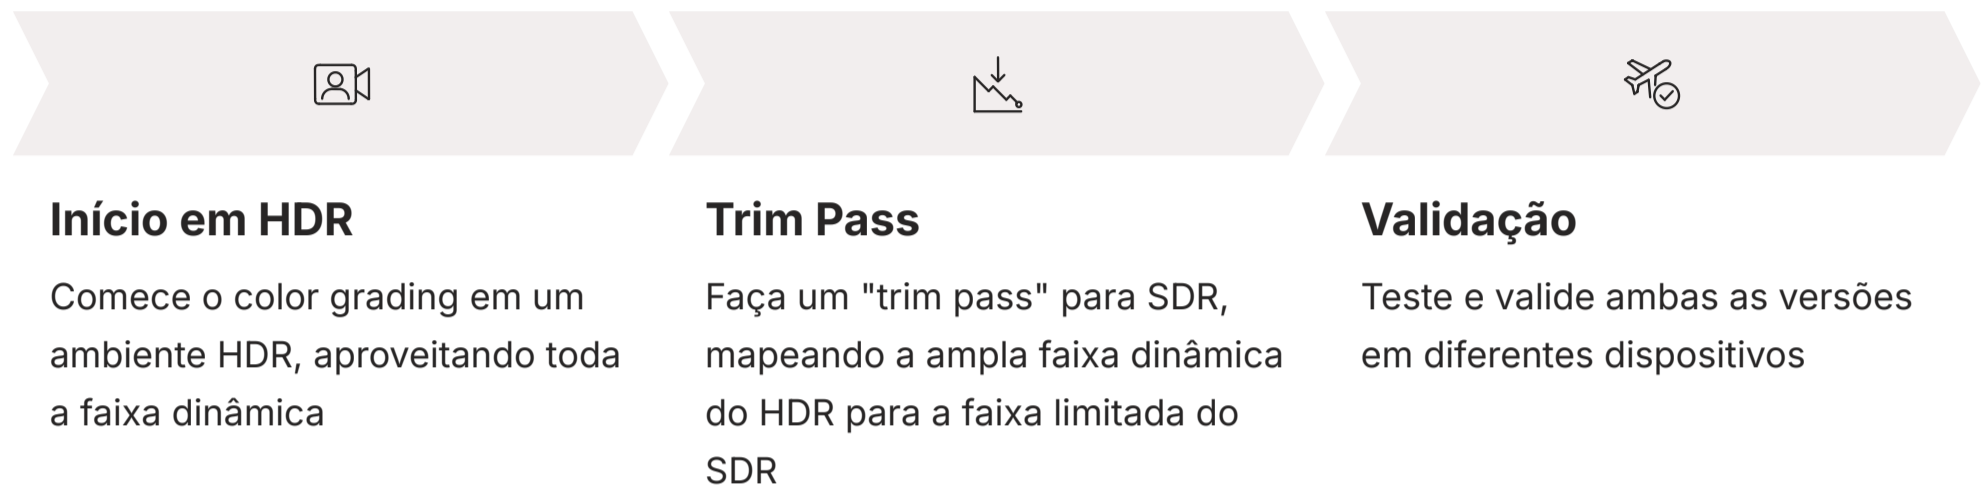 Início em HDR
Comece o color grading em um
ambiente HDR, aproveitando toda
a faixa dinâmica
Trim Pass
Faça um "trim pass" para SDR,
mapeando a ampla faixa dinâmica
do HDR para a faixa limitada do
SDR
Validação
Teste e valide ambas as versões
em diferentes dispositivos